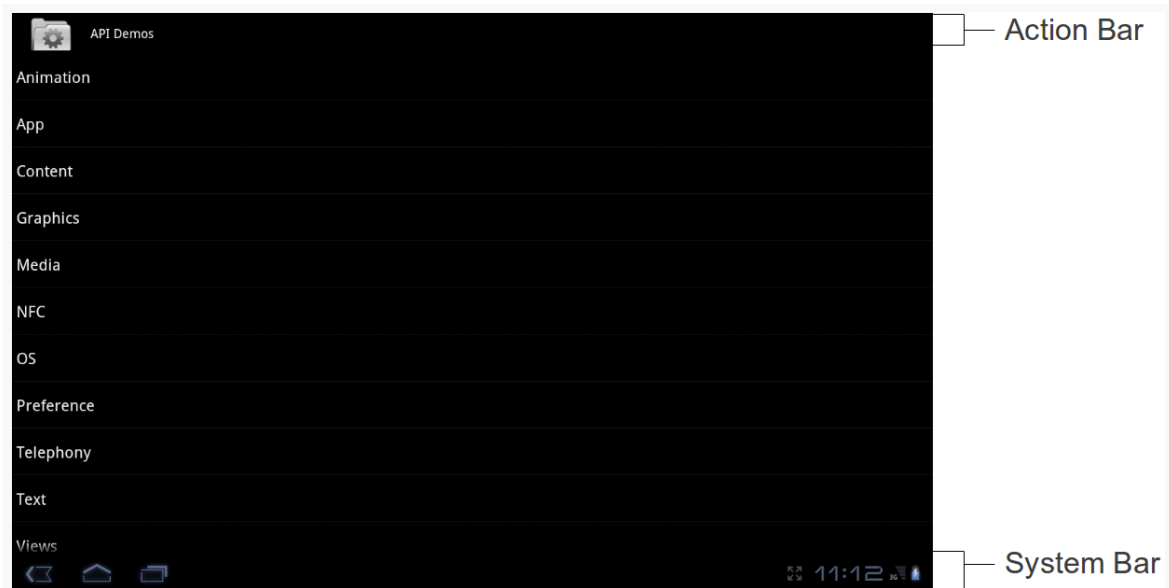 API Demos
Action Bar
Animation
App
Content
Graphics
Media
NFC
OS
Preference
Telephony
Text
Views
11:12 3G
System Bar